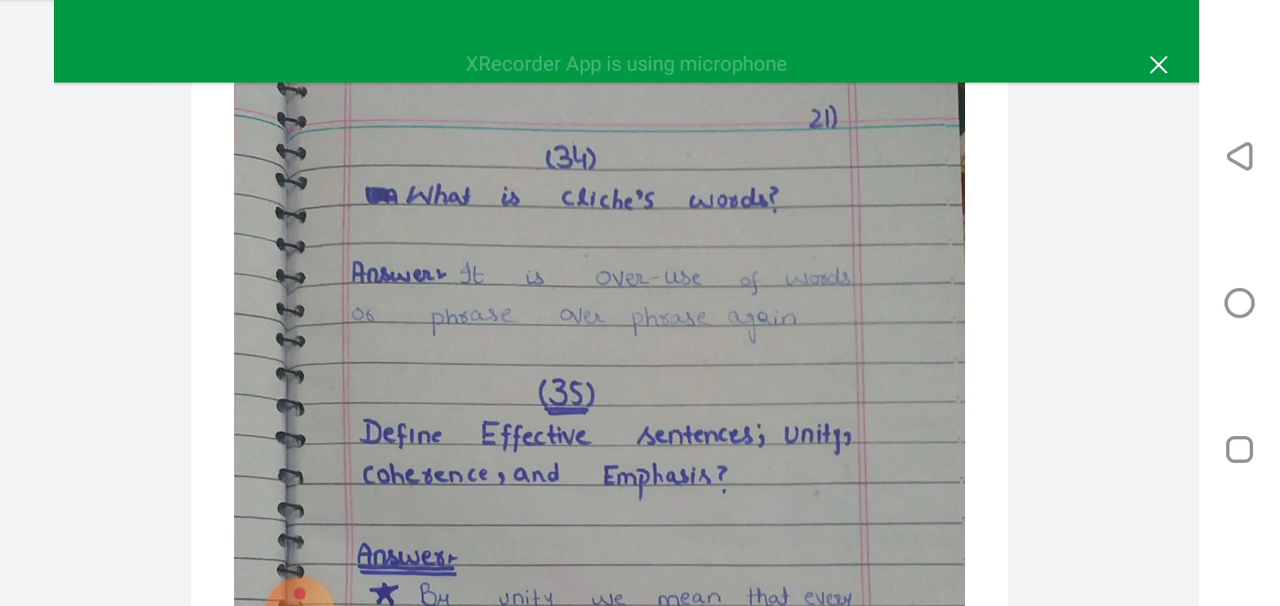 XRecorder App is using microphone
21)
(34)
What is cliche's words?
Answer:- It is over-use of words
or phrase over phrase again
(35)
Define Effective sentences; unity,
coherence, and Emphasis?
Answer:-
★ By unity we mean that every